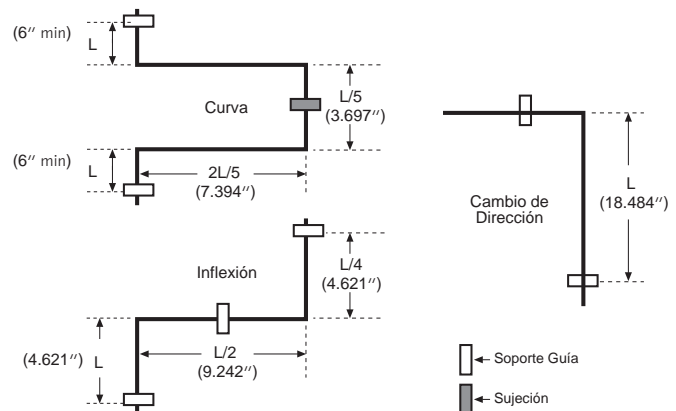 (6″ min)
L
Curva
L/5
(3.697″)
(6″ min)
L
2L/5
(7.394″)
Inflexión
L/4
(4.621″)
(4.621″) L
L/2
(9.242″)
Cambio de
Dirección
L
(18.484″)
Soporte Guía
Sujeción